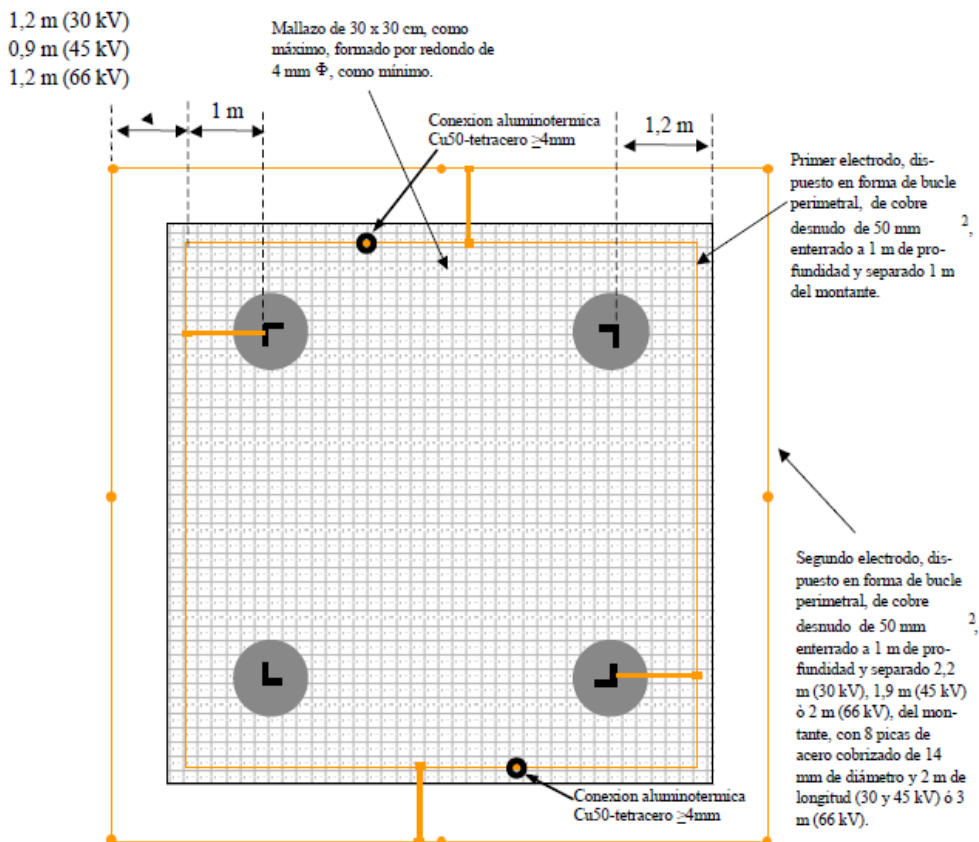 1,2 m (30 kV)
0,9 m (45 kV)
1,2 m (66 kV)
Mallazo de 30 x 30 cm, como
máximo, formado por redondo de
4 mm Φ, como mínimo.
1 m
Conexion aluminotermica
Cu50-tetracero ≥4mm
1,2 m
Primer electrodo, dis-
puesto en forma de bucle
perimetral, de cobre
desnudo de 50 mm 2,
enterrado a 1 m de pro-
fundidad y separado 1 m
del montante.
Segundo electrodo, dis-
puesto en forma de bucle
perimetral, de cobre
desnudo de 50 mm 2,
enterrado a 1 m de pro-
fundidad y separado 2,2
m (30 kV), 1,9 m (45 kV)
ò 2 m (66 kV), del mon-
tante, con 8 picas de
acero cobrizado de 14
mm de diámetro y 2 m de
longitud (30 y 45 kV) ó 3
m (66 kV).
Conexion aluminotermica
Cu50-tetracero ≥4mm